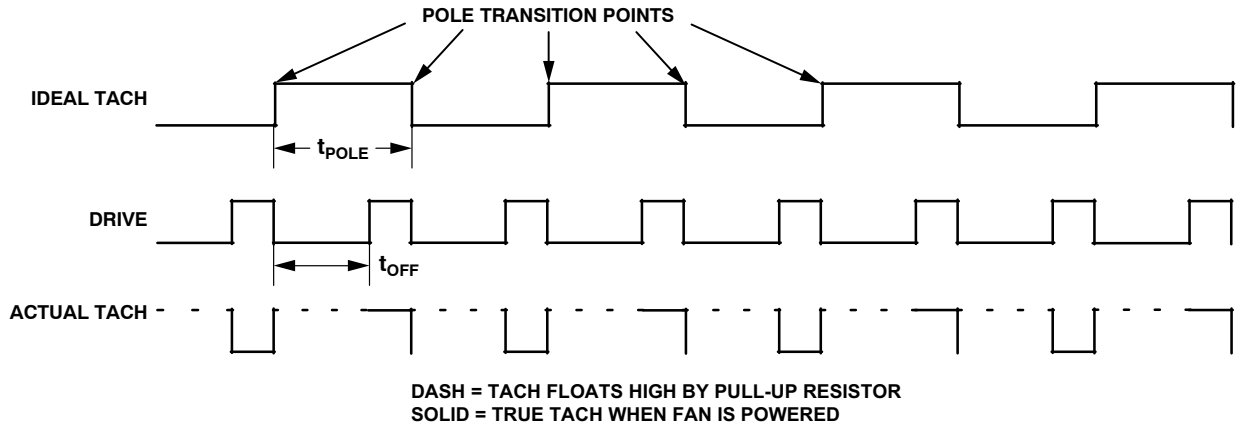 POLE TRANSITION POINTS
IDEAL TACH
tPOLE
DRIVE
tOFF
ACTUAL TACH
DASH = TACH FLOATS HIGH BY PULL-UP RESISTOR
SOLID = TRUE TACH WHEN FAN IS POWERED